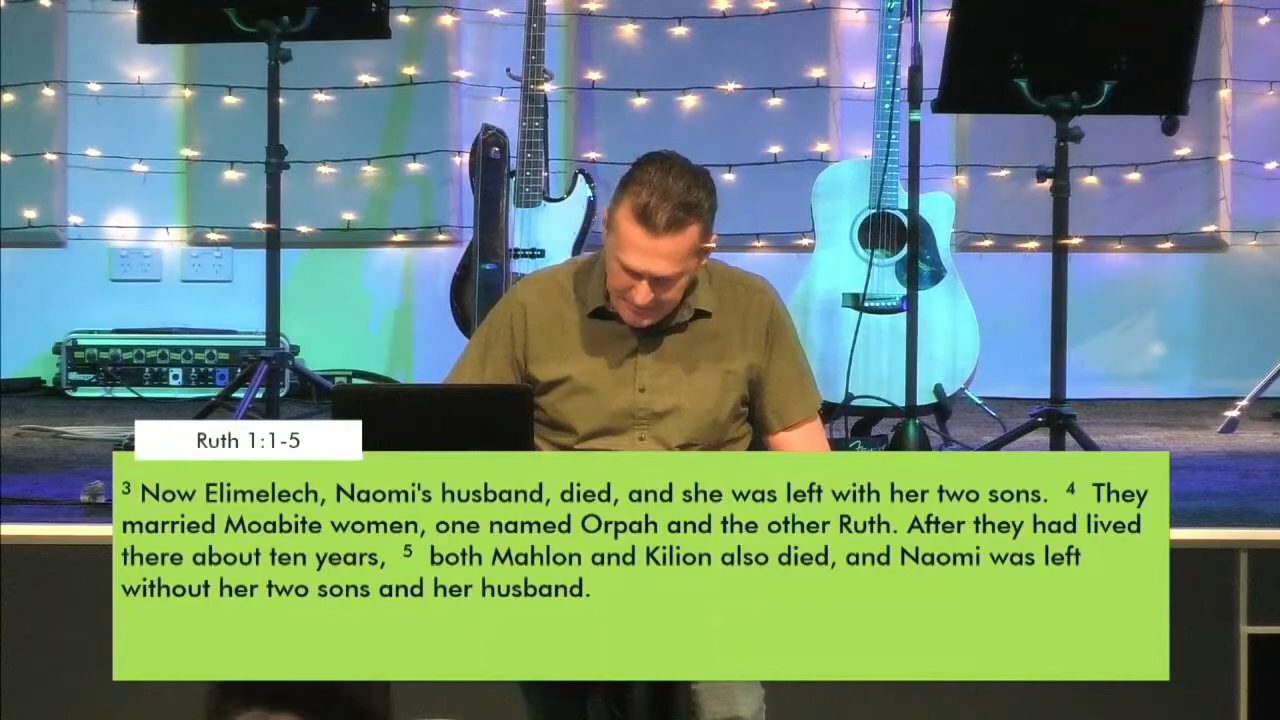 Ruth 1:1-5
³ Now Elimelech, Naomi's husband, died, and she was left with her two sons. ⁴ They
married Moabite women, one named Orpah and the other Ruth. After they had lived
there about ten years, ⁵ both Mahlon and Kilion also died, and Naomi was left
without her two sons and her husband.
Fender